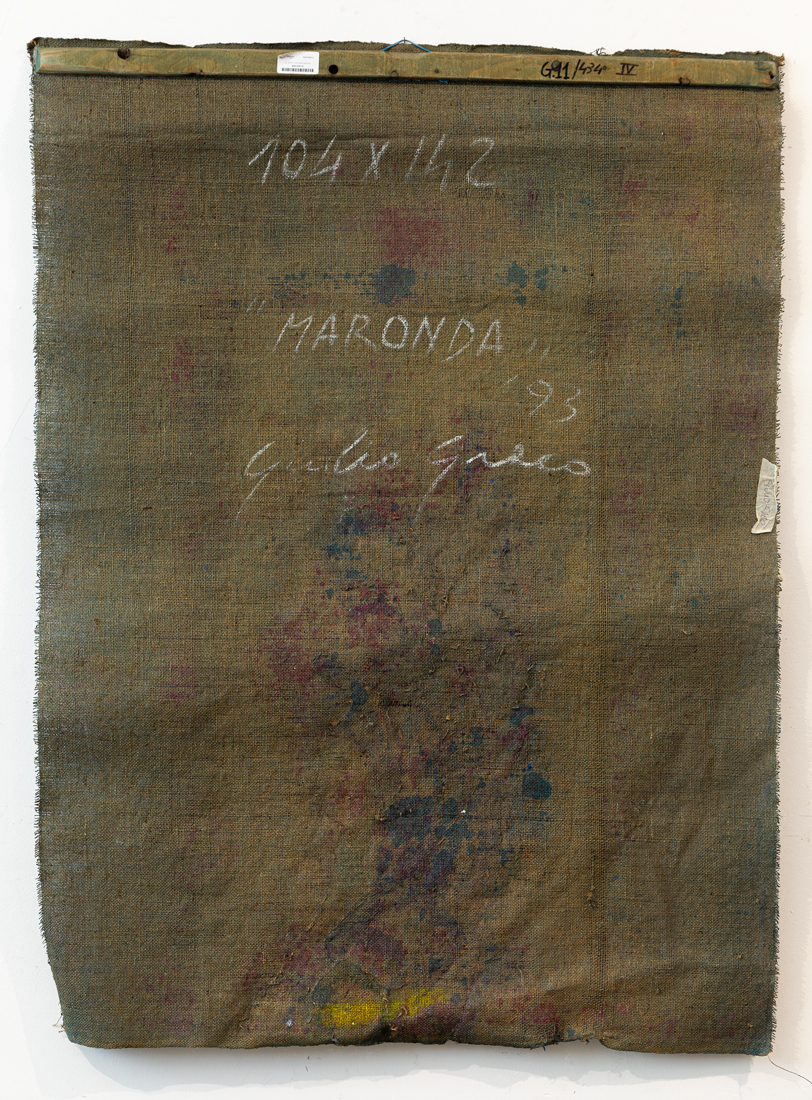 G.11/434 IV
104 X 142
"MARONDA"
'93
Giulio Greco